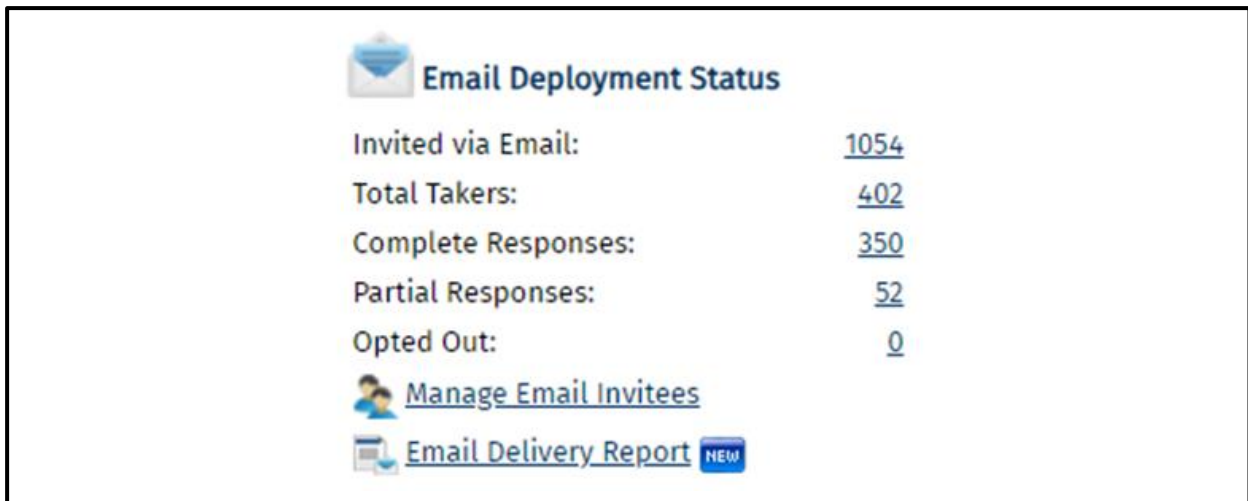 Email Deployment Status
Invited via Email: 1054
Total Takers: 402
Complete Responses: 350
Partial Responses: 52
Opted Out: 0
Manage Email Invitees
Email Delivery Report NEW